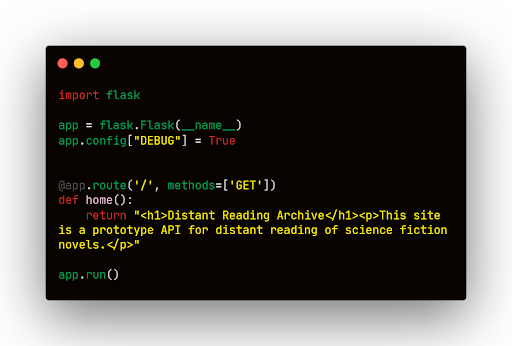 import flask

app = flask.Flask(__name__)
app.config["DEBUG"] = True


@app.route('/', methods=['GET'])
def home():
    return "<h1>Distant Reading Archive</h1><p>This site
is a prototype API for distant reading of science fiction
novels.</p>"

app.run()